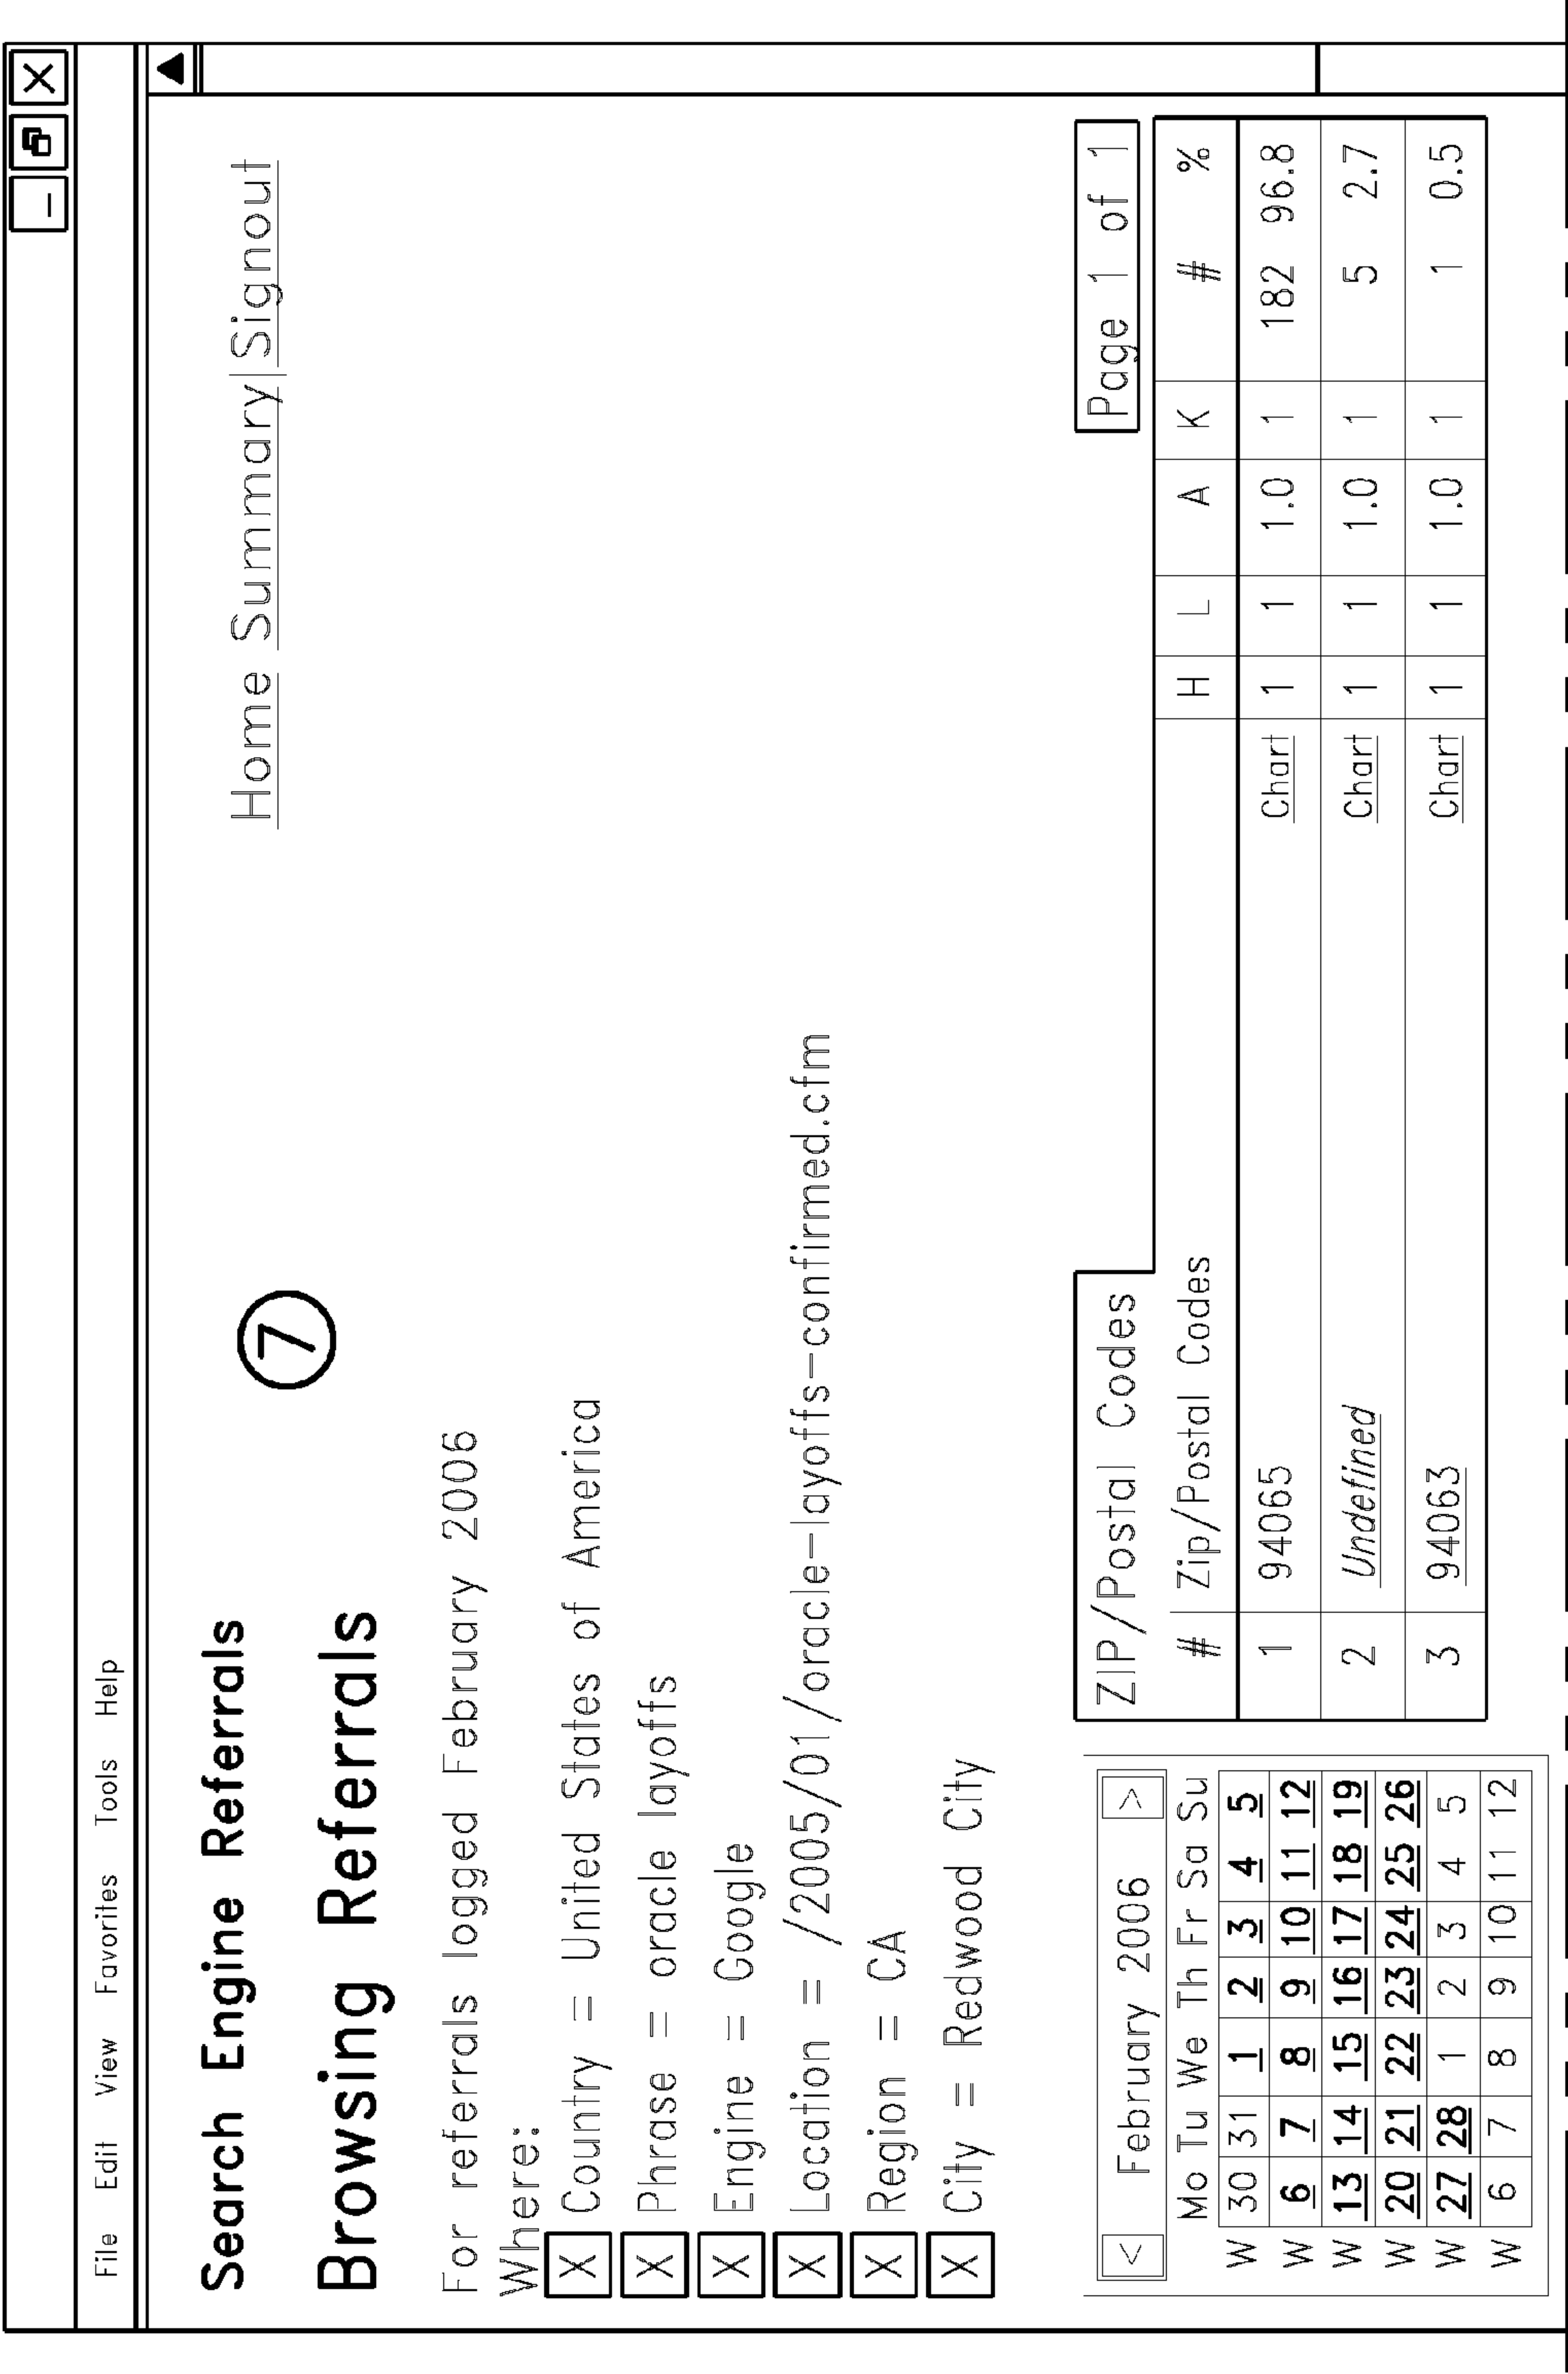 File Edit View Favorites Tools Help
Home Summary|Signout
Search Engine Referrals
7
Browsing Referrals
For referrals logged February 2006
Where:
X Country = United States of America
X Phrase = oracle layoffs
X Engine = Google
X Location = //2005/01/oracle-layoffs-confirmed.cfm
X Region = CA
X City = Redwood City
< February 2006 >
Mo Tu We Th Fr Sa Su
W 30 31 1 2 3 4 5
W 6 7 8 9 10 11 12
W 13 14 15 16 17 18 19
W 20 21 22 23 24 25 26
W 27 28 1 2 3 4 5
W 6 7 8 9 10 11 12
ZIP/Postal Codes Page 1 of 1
# Zip/Postal Codes H L A K # %
1 94065 Chart 1 1 1.0 1 182 96.8
2 Undefined Chart 1 1 1.0 1 5 2.7
3 94063 Chart 1 1 1.0 1 1 0.5